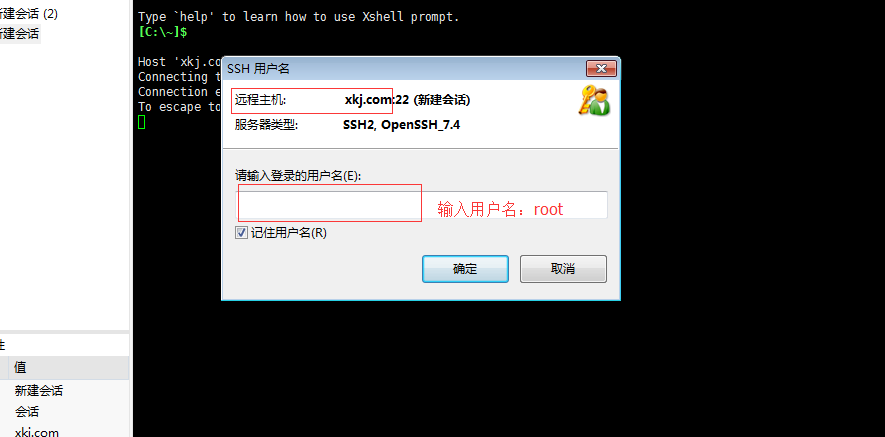 新建会话 (2)
新建会话
Type `help' to learn how to use Xshell prompt.
[C:\~]$
Host 'xkj.co
Connecting t
Connection e
To escape to
SSH 用户名
远程主机: xkj.com:22 (新建会话)
服务器类型: SSH2, OpenSSH_7.4
请输入登录的用户名(E):
输入用户名：root
记住用户名(R)
确定
取消
性
值
新建会话
会话
xkj.com